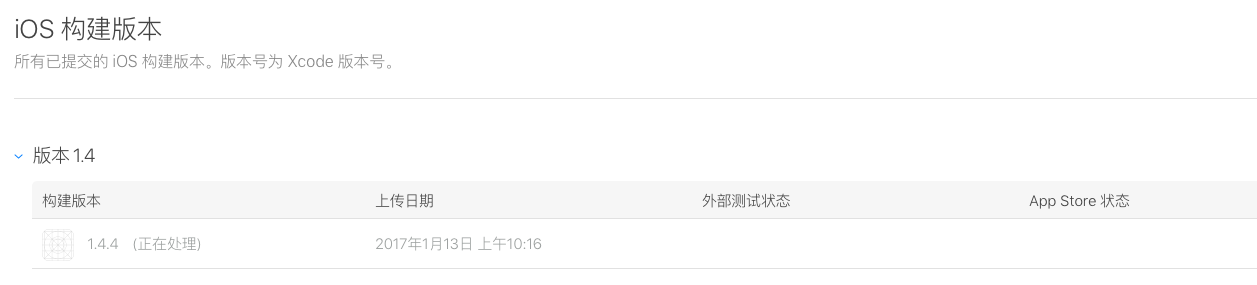 iOS 构建版本
所有已提交的 iOS 构建版本。版本号为 Xcode 版本号。
版本 1.4
构建版本 上传日期 外部测试状态 App Store 状态
1.4.4 (正在处理) 2017年1月13日 上午10:16